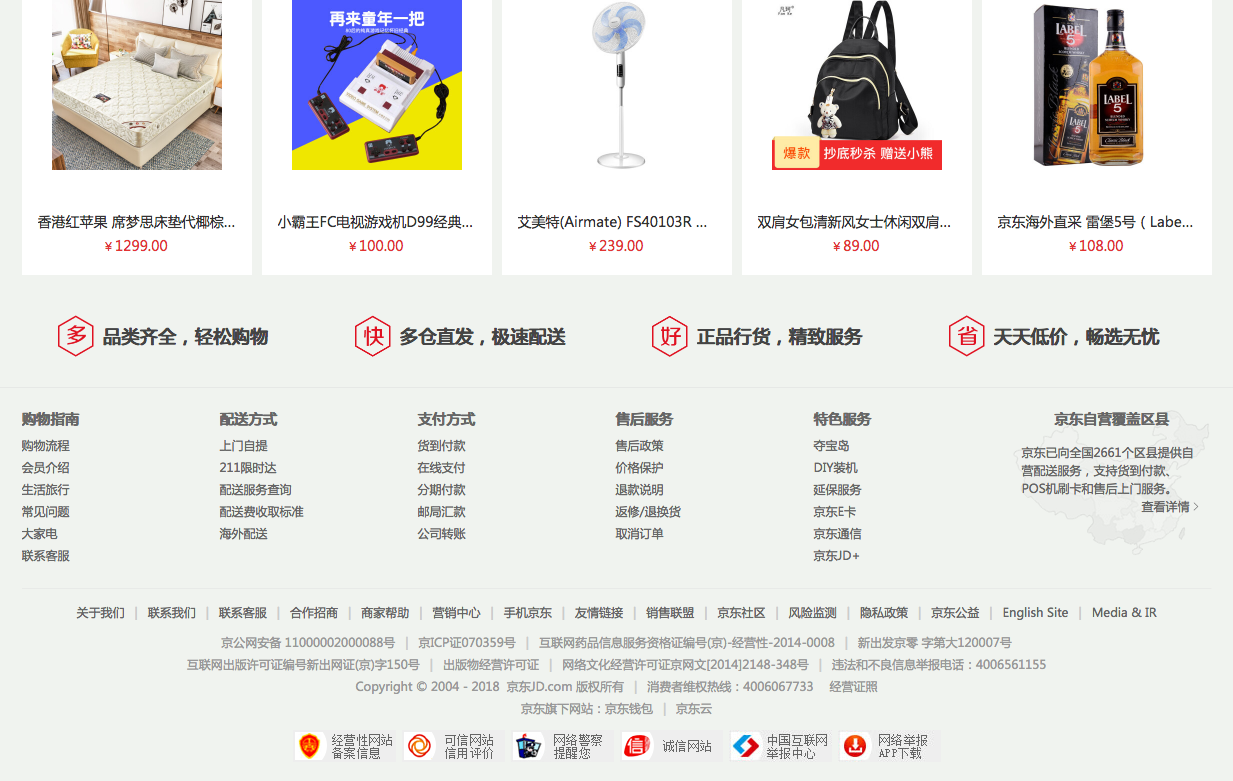 再来童年一把
80后的纯真游戏记忆怀旧经典
凡珂®
爆款 抄底秒杀 赠送小熊
LABEL
5
LABEL
5
BLENDED
SCOTCH WHISKY
Classic Black
香港红苹果 席梦思床垫代椰棕...
小霸王FC电视游戏机D99经典...
艾美特(Airmate) FS40103R ...
双肩女包清新风女士休闲双肩...
京东海外直采 雷堡5号 ( Labe...
¥ 1299.00
¥ 100.00
¥ 239.00
¥ 89.00
¥ 108.00
多 品类齐全，轻松购物
快 多仓直发，极速配送
好 正品行货，精致服务
省 天天低价，畅选无忧
购物指南
购物流程
会员介绍
生活旅行
常见问题
大家电
联系客服
配送方式
上门自提
211限时达
配送服务查询
配送费收取标准
海外配送
支付方式
货到付款
在线支付
分期付款
邮局汇款
公司转账
售后服务
售后政策
价格保护
退款说明
返修/退换货
取消订单
特色服务
夺宝岛
DIY装机
延保服务
京东E卡
京东通信
京东JD+
京东自营覆盖区县
京东已向全国2661个区县提供自
营配送服务，支持货到付款、
POS机刷卡和售后上门服务。
查看详情 >
关于我们 | 联系我们 | 联系客服 | 合作招商 | 商家帮助 | 营销中心 | 手机京东 | 友情链接 | 销售联盟 | 京东社区 | 风险监测 | 隐私政策 | 京东公益 | English Site | Media & IR
京公网安备 11000002000088号 | 京ICP证070359号 | 互联网药品信息服务资格证编号(京)-经营性-2014-0008 | 新出发京零 字第大120007号
互联网出版许可证编号新出网证(京)字150号 | 出版物经营许可证 | 网络文化经营许可证京网文[2014]2148-348号 | 违法和不良信息举报电话：4006561155
Copyright © 2004 - 2018 京东JD.com 版权所有 | 消费者维权热线：4006067733 经营证照
京东旗下网站：京东钱包 | 京东云
经营性网站
备案信息
可信网站
信用评价
网络警察
提醒您
诚信网站
中国互联网
举报中心
网络举报
APP下载